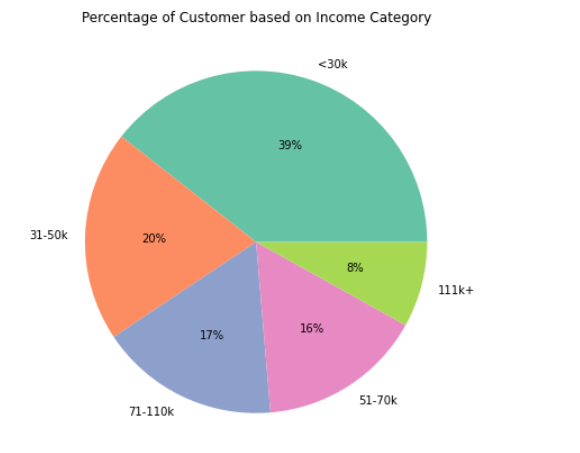 Percentage of Customer based on Income Category
<30k
39%
31-50k
20%
8%
111k+
17%
16%
71-110k
51-70k